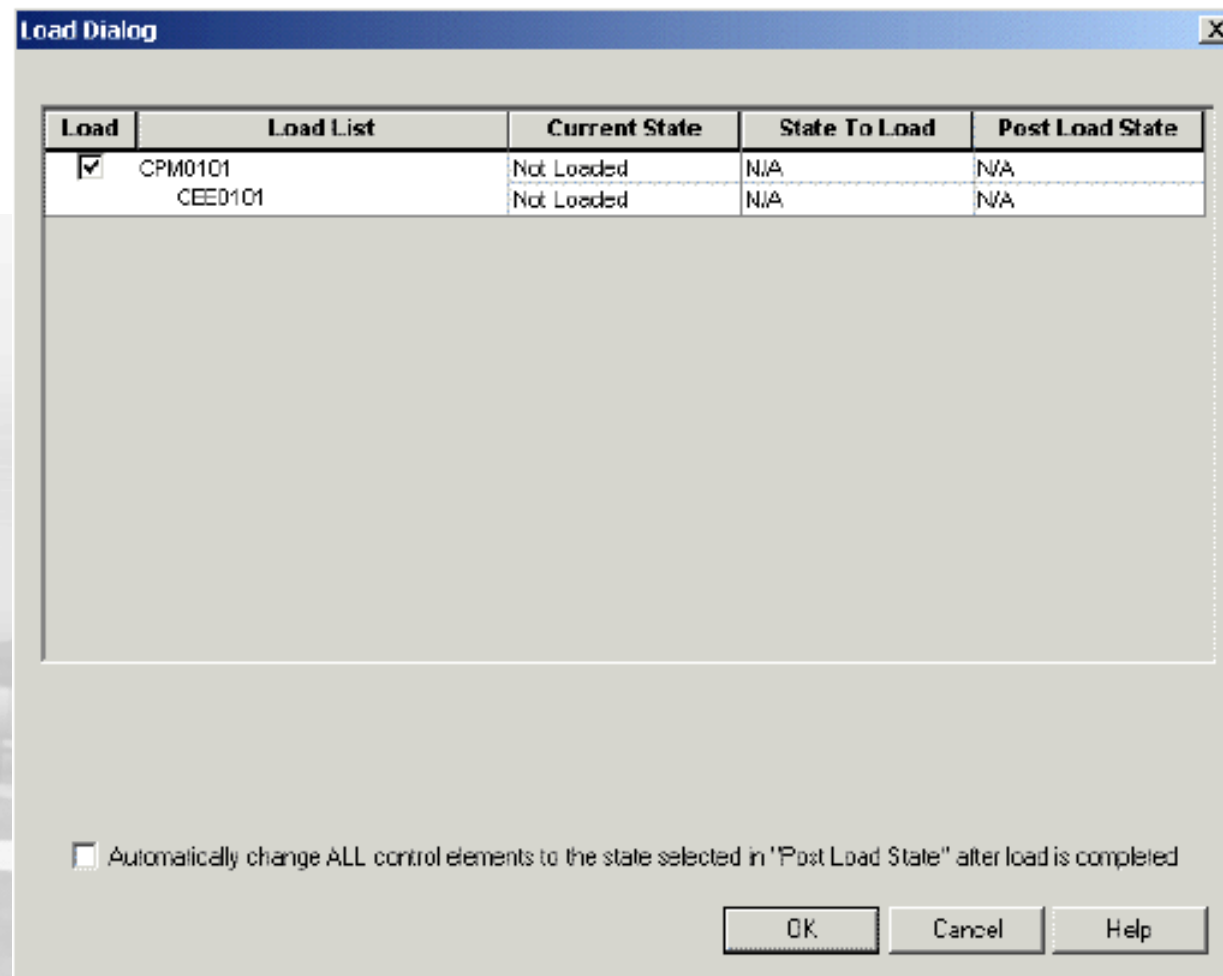 Load Dialog X
Load Load List Current State State To Load Post Load State
CPM0101 Not Loaded N/A N/A
CEE0101 Not Loaded N/A N/A
Automatically change ALL control elements to the state selected in "Post Load State" after load is completed
OK Cancel Help